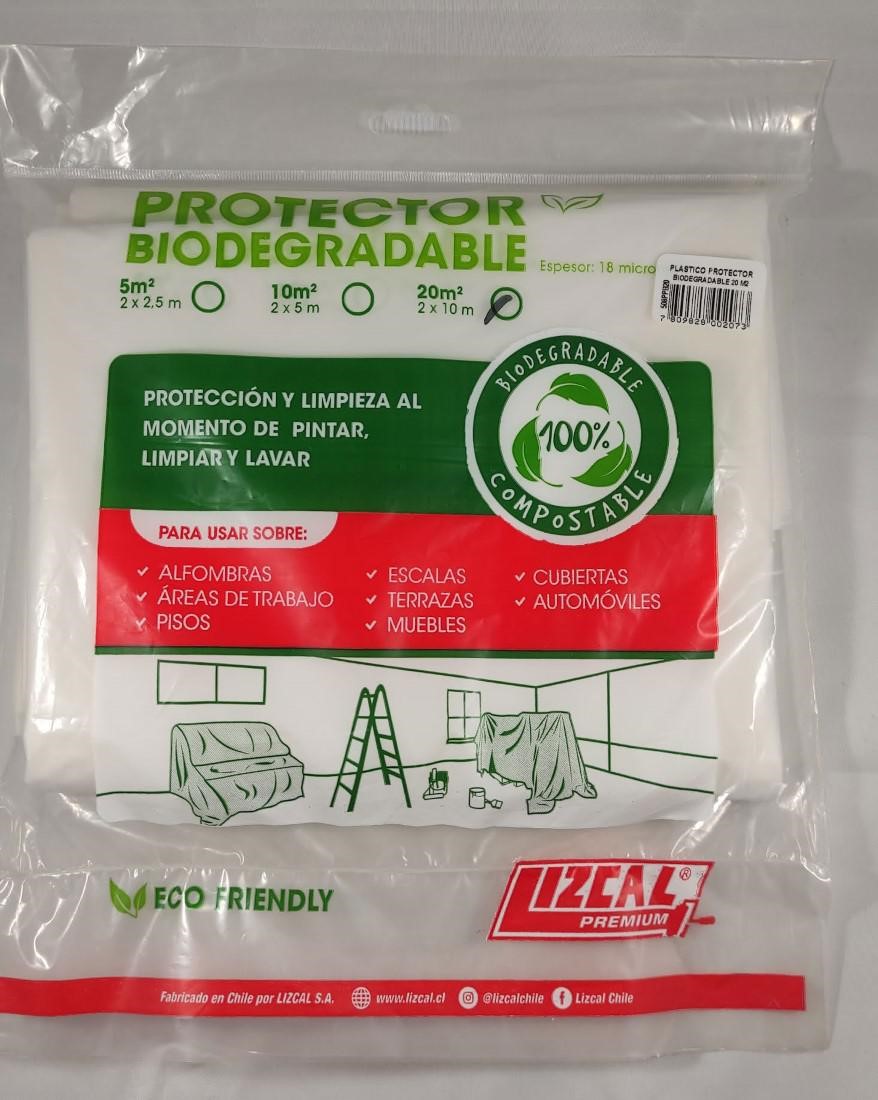 PROTECTOR
BIODEGRADABLE
Espesor: 18 micro
PLASTICO PROTECTOR
BIODEGRADABLE 20 M2
7 809828 002073
5m²
2 x 2,5 m
10m²
2 x 5 m
20m²
2 x 10 m
BIODEGRADABLE
100%
COMPOSTABLE
PROTECCIÓN Y LIMPIEZA AL
MOMENTO DE PINTAR,
LIMPIAR Y LAVAR
PARA USAR SOBRE:
ALFOMBRAS
ÁREAS DE TRABAJO
PISOS
ESCALAS
TERRAZAS
MUEBLES
CUBIERTAS
AUTOMÓVILES
ECO FRIENDLY
LIZCAL®
PREMIUM
Fabricado en Chile por LIZCAL S.A. www.lizcal.cl @lizcalchile Lizcal Chile